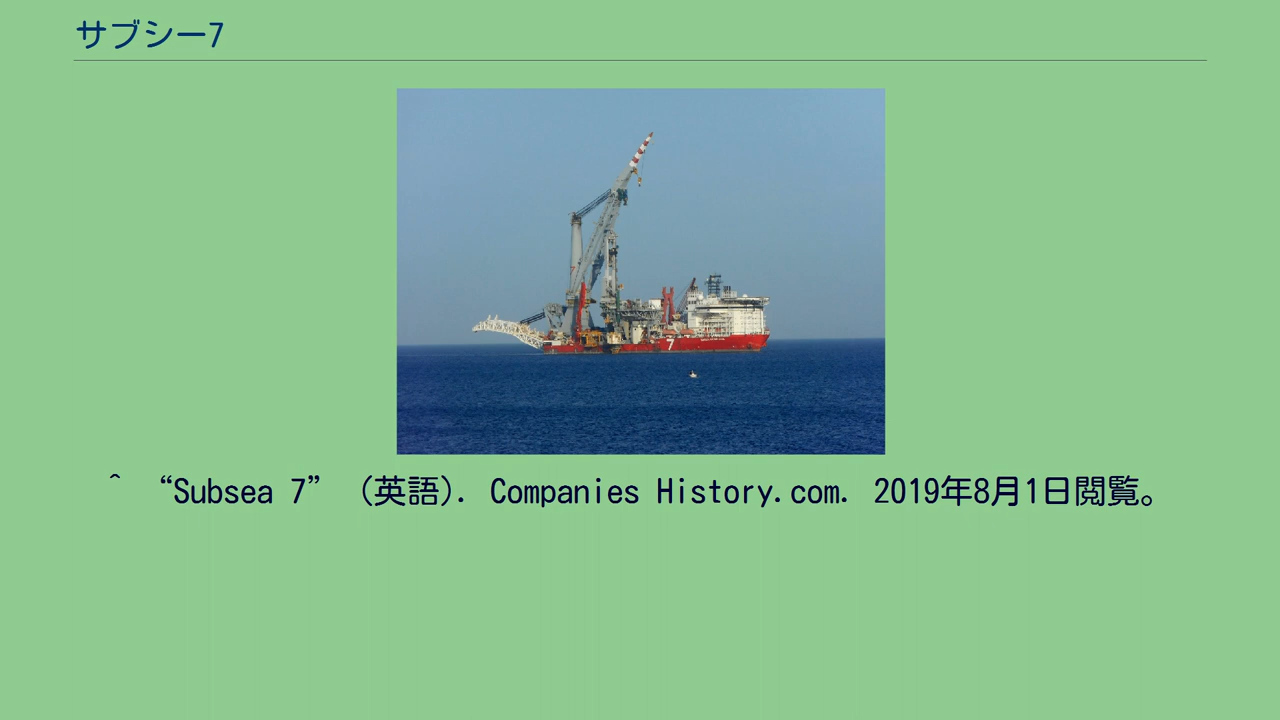 サブシー7
7
^ “Subsea 7” (英語). Companies History.com. 2019年8月1日閲覧。